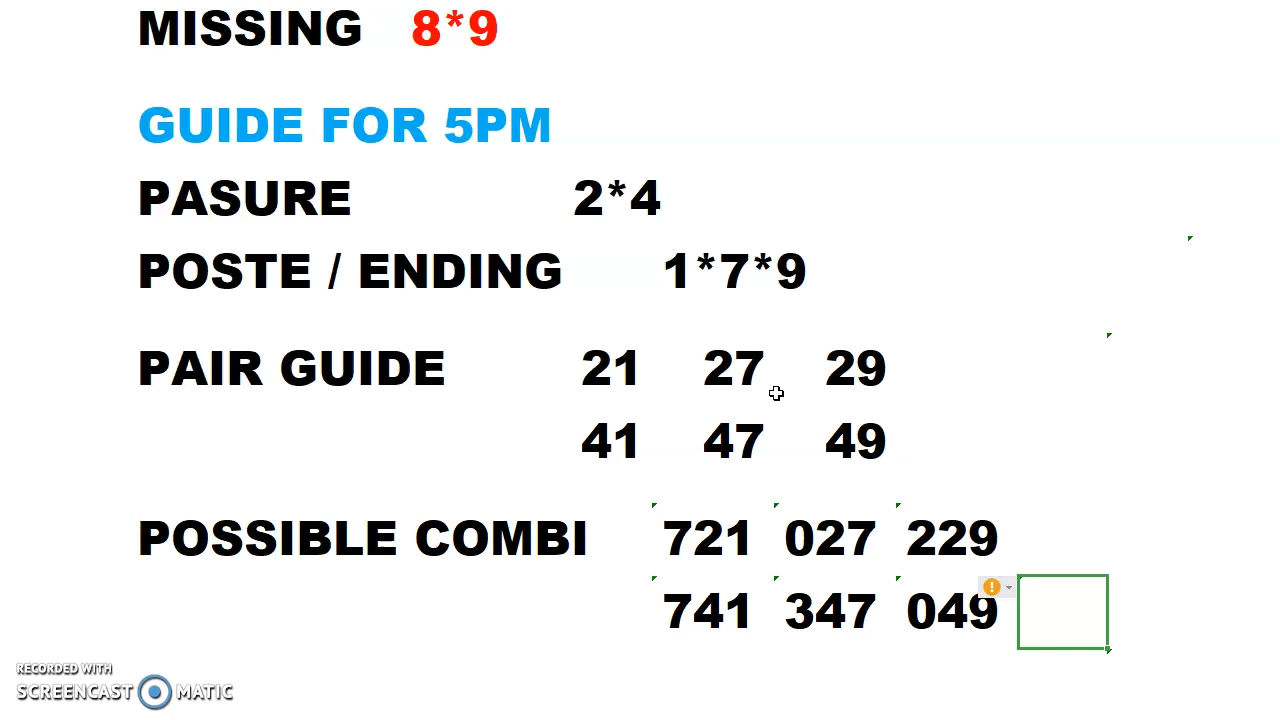 MISSING 8*9
GUIDE FOR 5PM
PASURE 2*4
POSTE / ENDING 1*7*9
PAIR GUIDE 21 27 29
41 47 49
POSSIBLE COMBI 721 027 229
741 347 049
RECORDED WITH
SCREENCAST MATIC